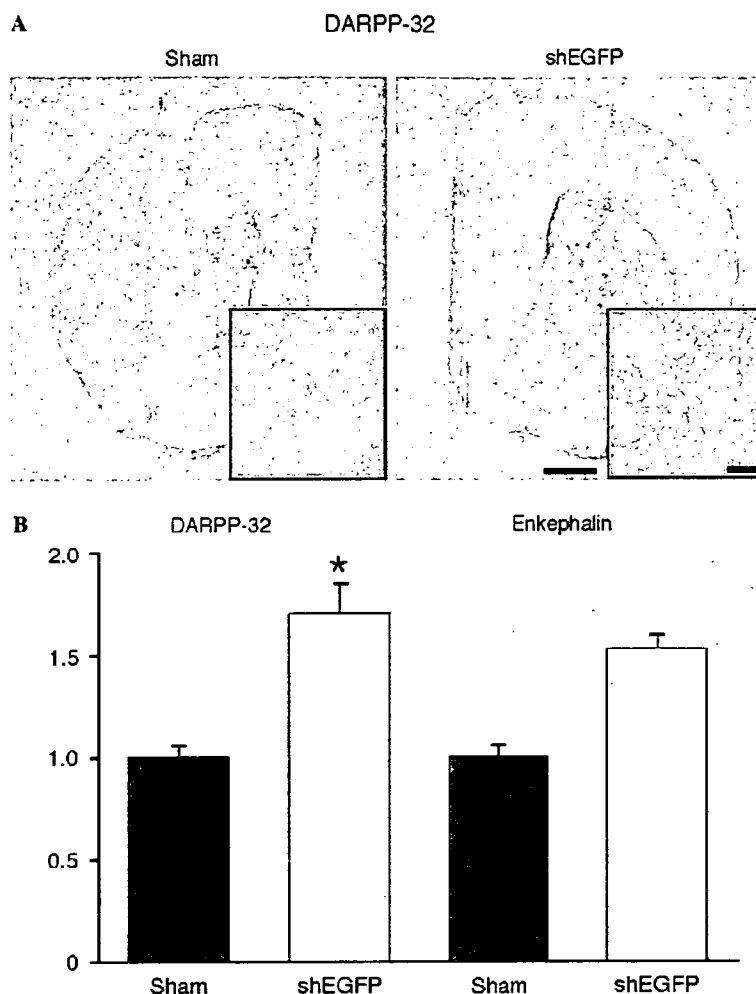 A
DARPP-32
Sham shEGFP
B
DARPP-32 Enkephalin
2.0
*
1.5
1.0
0.5
0
Sham shEGFP Sham shEGFP